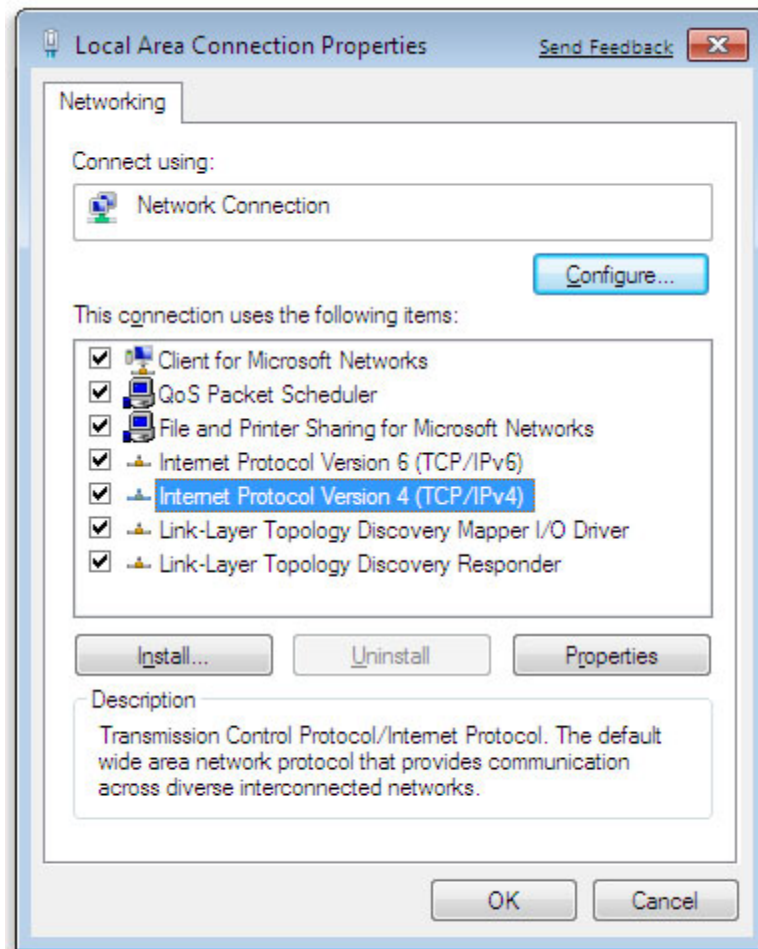 Local Area Connection Properties Send Feedback
Networking
Connect using:
Network Connection
Configure...
This connection uses the following items:
Client for Microsoft Networks
QoS Packet Scheduler
File and Printer Sharing for Microsoft Networks
Internet Protocol Version 6 (TCP/IPv6)
Internet Protocol Version 4 (TCP/IPv4)
Link-Layer Topology Discovery Mapper I/O Driver
Link-Layer Topology Discovery Responder
Install... Uninstall Properties
Description
Transmission Control Protocol/Internet Protocol. The default
wide area network protocol that provides communication
across diverse interconnected networks.
OK Cancel